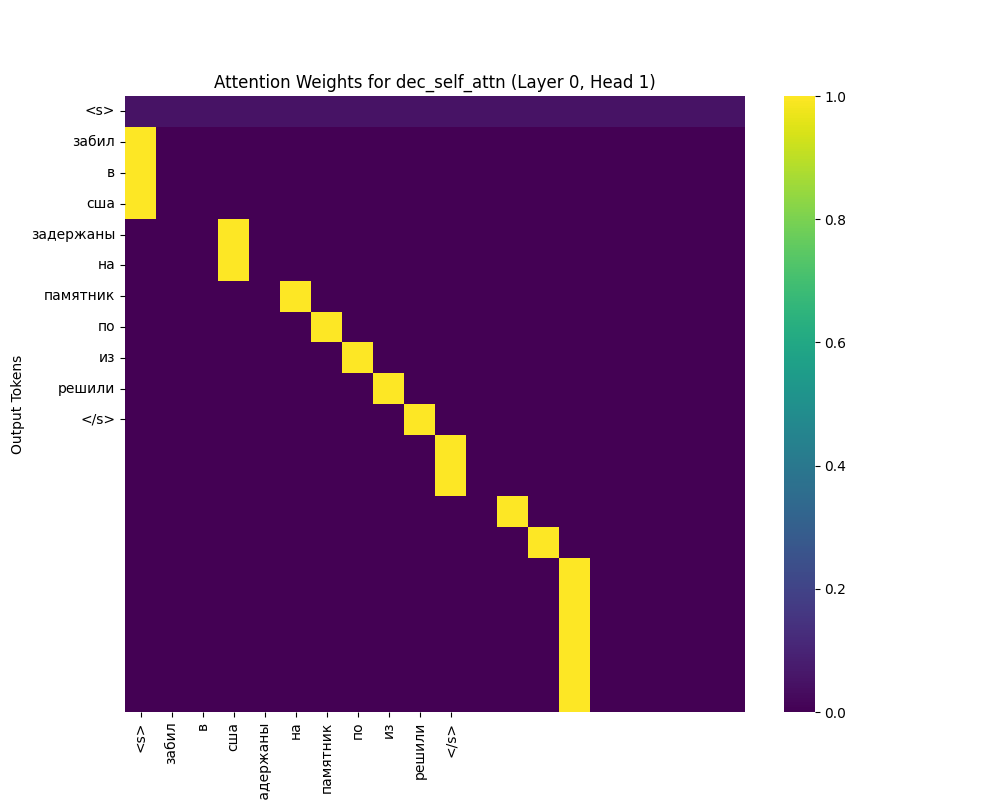 Attention Weights for dec_self_attn (Layer 0, Head 1)
<s>
забил
в
сша
задержаны
на
памятник
по
из
решили
</s>
Output Tokens
<s>
забил
в
сша
адержаны
на
памятник
по
из
решили
</s>
1.0
0.8
0.6
0.4
0.2
0.0